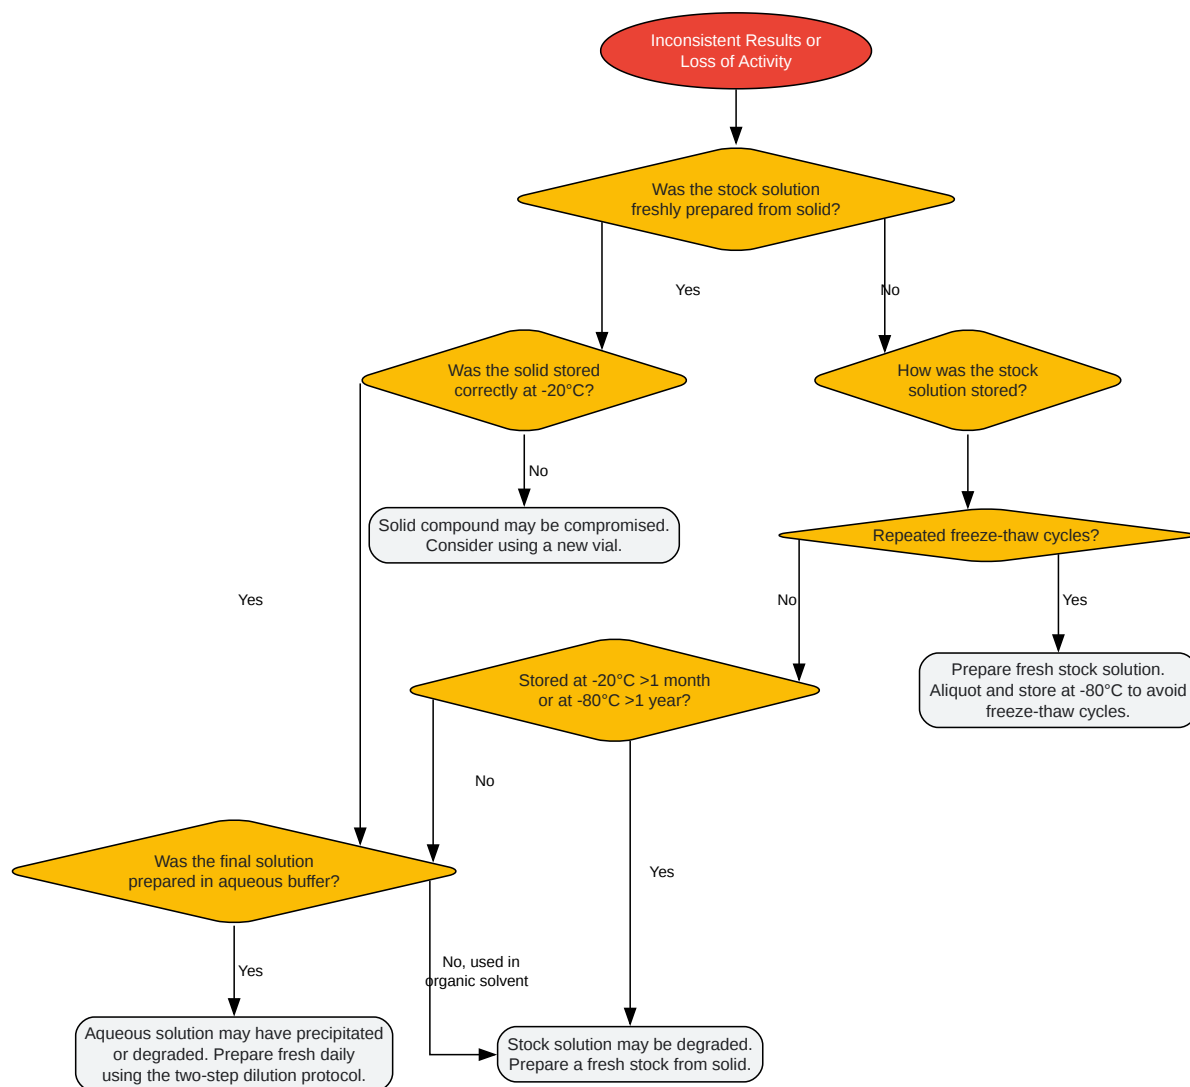 Inconsistent Results or
Loss of Activity
Was the stock solution
freshly prepared from solid?
Yes
No
Was the solid stored
correctly at -20°C?
How was the stock
solution stored?
No
Solid compound may be compromised.
Consider using a new vial.
Repeated freeze-thaw cycles?
Yes
No
Yes
Stored at -20°C >1 month
or at -80°C >1 year?
Prepare fresh stock solution.
Aliquot and store at -80°C to avoid
freeze-thaw cycles.
No
Yes
Was the final solution
prepared in aqueous buffer?
Yes
No, used in
organic solvent
Aqueous solution may have precipitated
or degraded. Prepare fresh daily
using the two-step dilution protocol.
Stock solution may be degraded.
Prepare a fresh stock from solid.